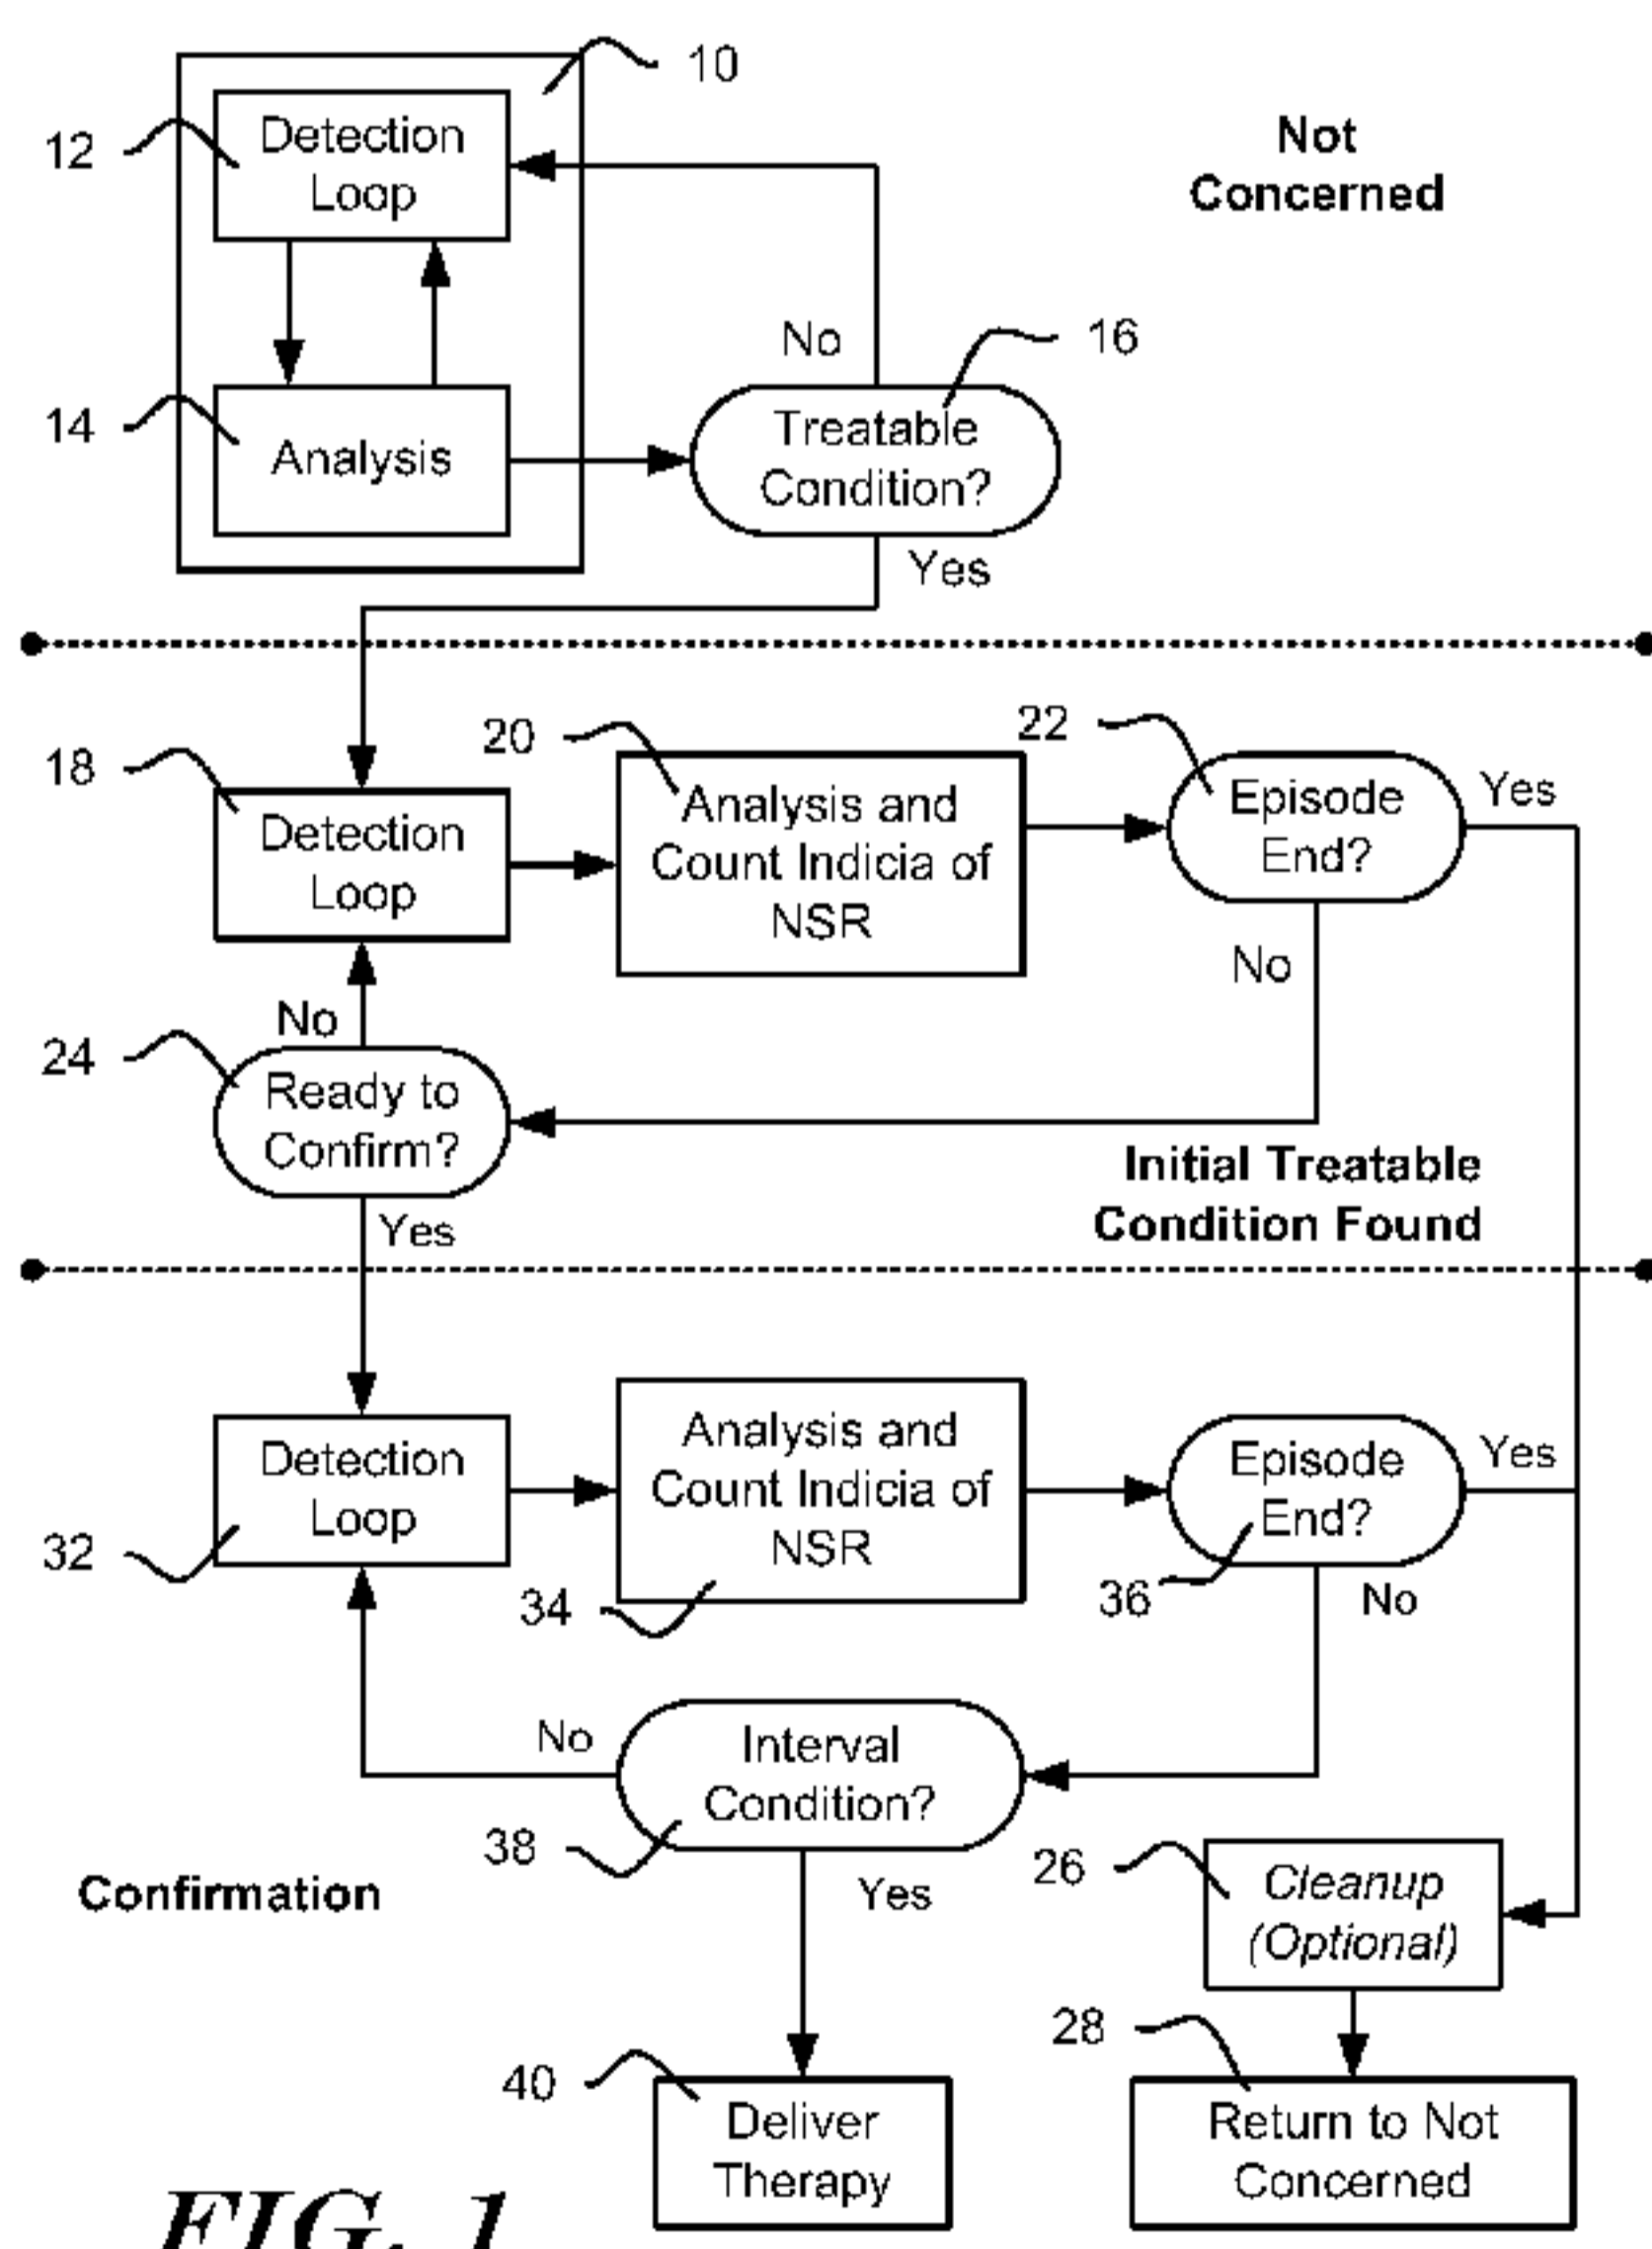 10
12
Detection
Loop
Not
Concerned
No
16
14
Analysis
Treatable
Condition?
Yes
18
Detection
Loop
20
Analysis and
Count Indicia of
NSR
22
Episode
End?
Yes
No
No
24
Ready to
Confirm?
Yes
Initial Treatable
Condition Found
32
Detection
Loop
Analysis and
Count Indicia of
NSR
34
Episode
End?
Yes
36
No
No
Interval
Condition?
38
Yes
Confirmation
26
Cleanup
(Optional)
28
40
Deliver
Therapy
Return to Not
Concerned
FIG. 1